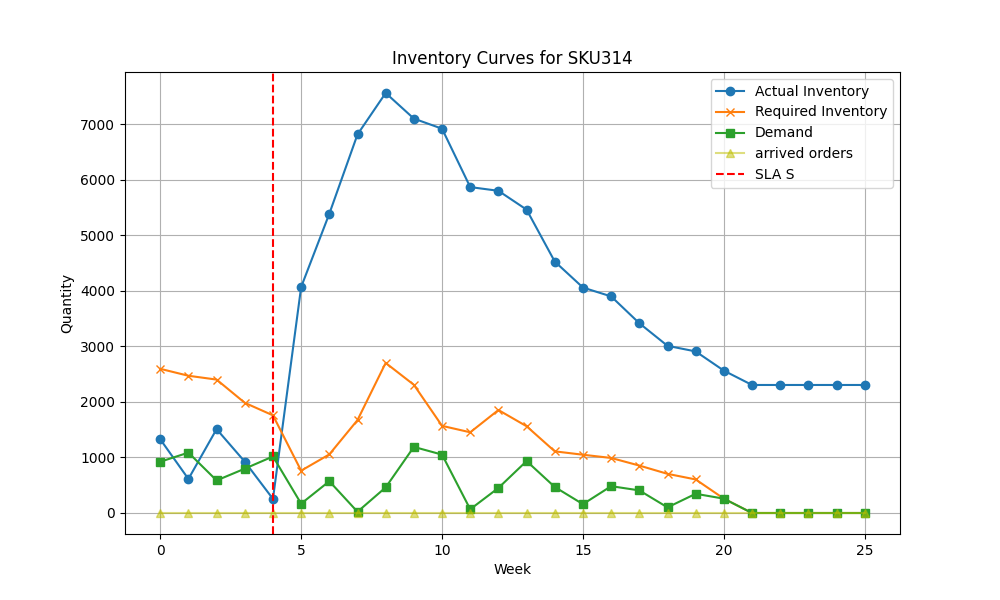 Inventory Curves for SKU314
Actual Inventory
Required Inventory
Demand
arrived orders
SLA S
Quantity
7000
6000
5000
4000
3000
2000
1000
0
0 5 10 15 20 25
Week